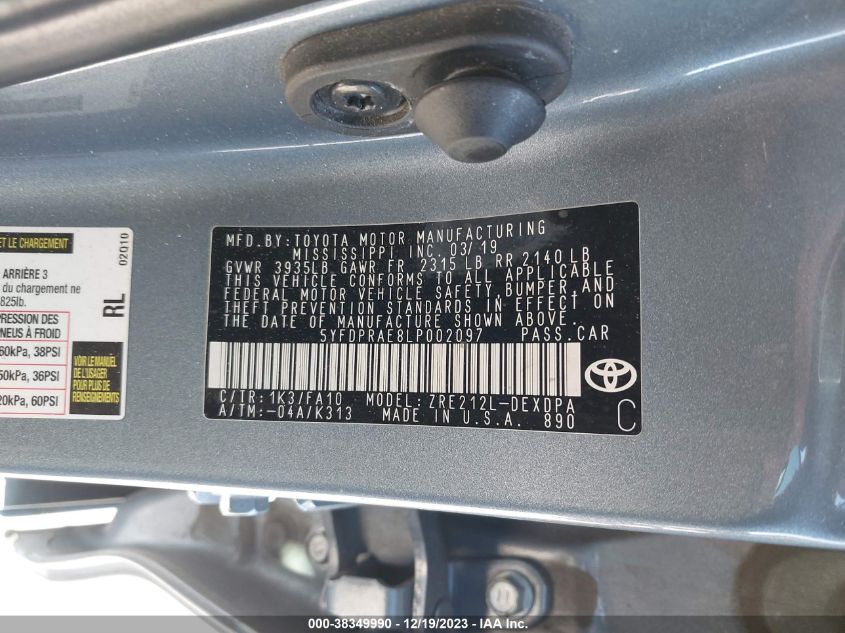 ET LE CHARGEMENT
02010
ARRIÈRE 3
du chargement ne
825lb.
RL
PRESSION DES
PNEUS À FROID
60kPa, 38PSI
50kPa, 36PSI
20kPa, 60PSI
VOIR LE MANUEL
DE L'USAGER
POUR PLUS DE
RENSEIGNEMENTS
MFD.BY:TOYOTA MOTOR MANUFACTURING
MISSISSIPPI INC. 03/19
GVWR 3935LB GAWR FR 2315 LB RR 2140 LB
THIS VEHICLE CONFORMS TO ALL APPLICABLE
FEDERAL MOTOR VEHICLE SAFETY, BUMPER, AND
THEFT PREVENTION STANDARDS IN EFFECT ON
THE DATE OF MANUFACTURE SHOWN ABOVE.
5YFDPRAE8LP002097 PASS.CAR
C/TR: 1K3/FA10 MODEL: ZRE212L-DEXDPA
A/TM:-04A/K313 MADE IN U.S.A. 890
C
000-38349990 - 12/19/2023 - © IAA Inc.